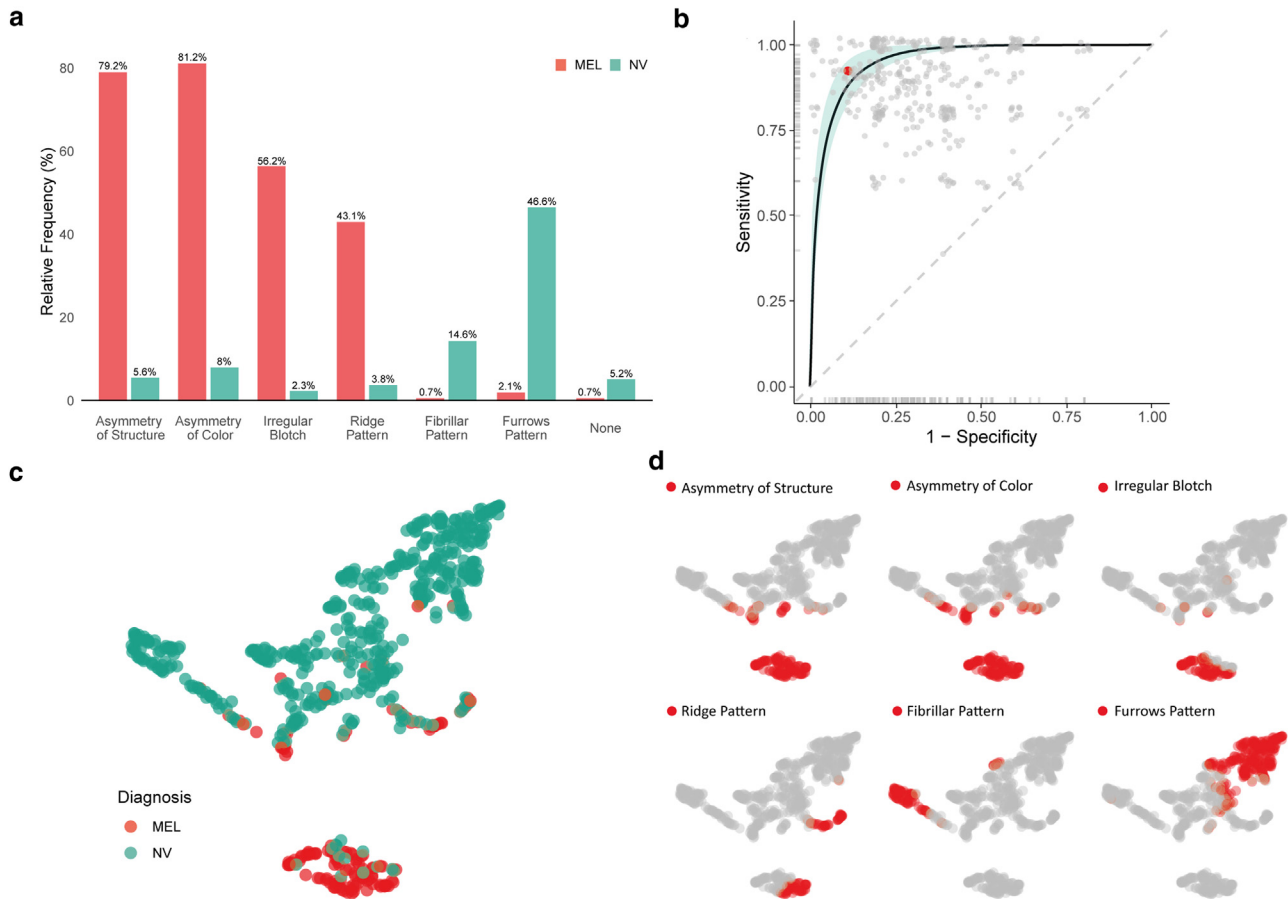 a
79.2%
81.2%
56.2%
43.1%
0.7%
2.1%
0.7%
5.6%
8%
2.3%
3.8%
14.6%
46.6%
5.2%
MEL
NV
Relative Frequency (%)
80
60
40
20
0
Asymmetry
of Structure
Asymmetry
of Color
Irregular
Blotch
Ridge
Pattern
Fibrillar
Pattern
Furrows
Pattern
None
b
Sensitivity
1.00
0.75
0.50
0.25
0.00
0.00
0.25
0.50
0.75
1.00
1 − Specificity
c
Diagnosis
MEL
NV
d
Asymmetry of Structure
Asymmetry of Color
Irregular Blotch
Ridge Pattern
Fibrillar Pattern
Furrows Pattern